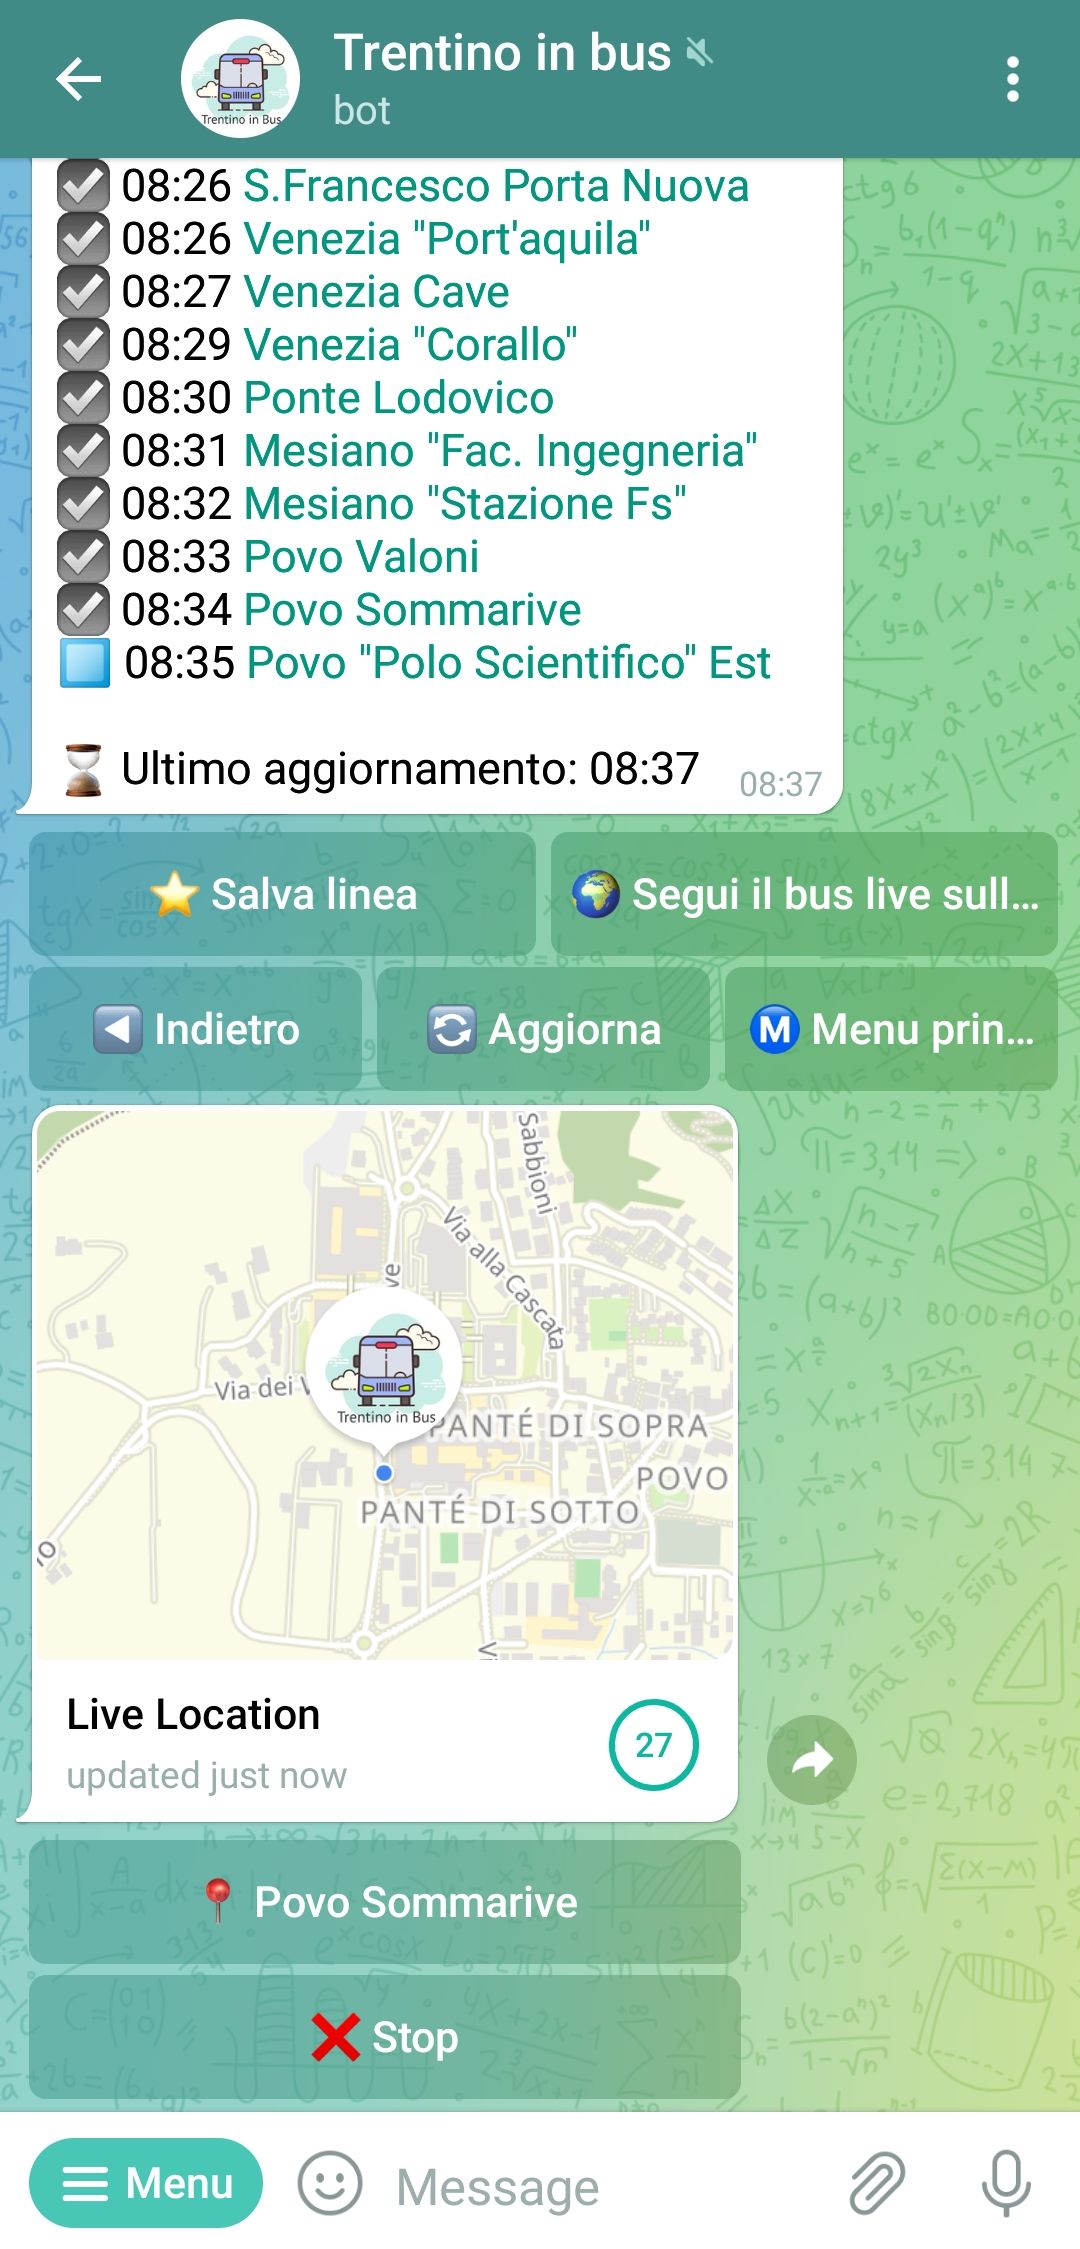 Trentino in bus
bot
Trentino in Bus
08:26 S.Francesco Porta Nuova
08:26 Venezia "Port'aquila"
08:27 Venezia Cave
08:29 Venezia "Corallo"
08:30 Ponte Lodovico
08:31 Mesiano "Fac. Ingegneria"
08:32 Mesiano "Stazione Fs"
08:33 Povo Valoni
08:34 Povo Sommarive
08:35 Povo "Polo Scientifico" Est
Ultimo aggiornamento: 08:37
08:37
Salva linea
Segui il bus live sull...
Indietro
Aggiorna
M Menu prin...
Sabbioni
Via alla Cascata
ve
Via dei V
Trentino in Bus
PANTÉ DI SOPRA
POVO
PANTÉ DI SOTTO
Live Location
27
updated just now
Povo Sommarive
Stop
Menu
Message